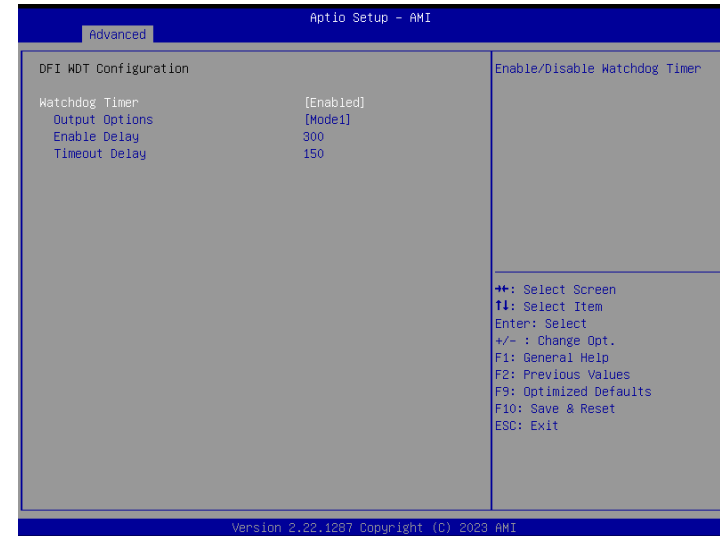 Aptio Setup – AMI
Advanced
DFI WDT Configuration
Watchdog Timer [Enabled]
Output Options [Mode1]
Enable Delay 300
Timeout Delay 150
Enable/Disable Watchdog Timer
→←: Select Screen
↑↓: Select Item
Enter: Select
+/- : Change Opt.
F1: General Help
F2: Previous Values
F9: Optimized Defaults
F10: Save & Reset
ESC: Exit
Version 2.22.1287 Copyright (C) 2023 AMI